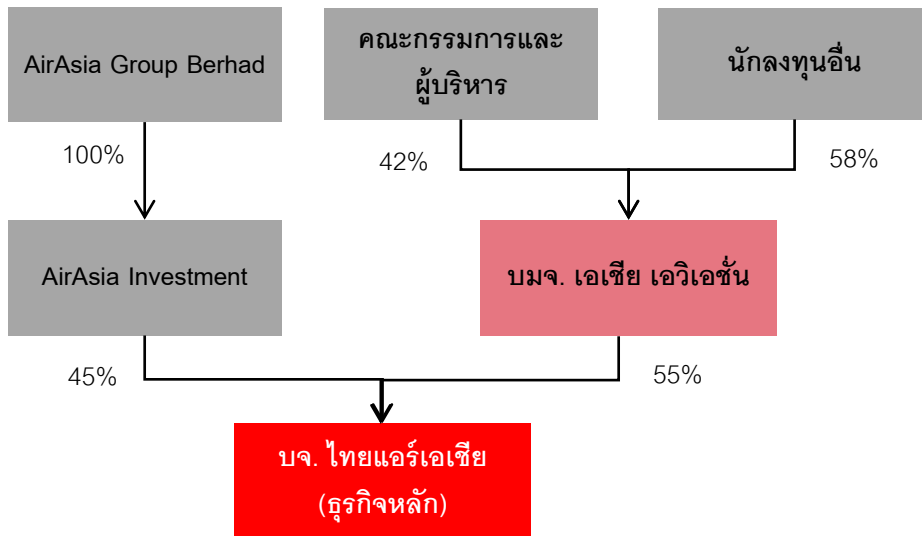 AirAsia Group Berhad
คณะกรรมการและ
ผู้บริหาร
นักลงทุนอื่น
100%
42%
58%
AirAsia Investment
บมจ. เอเชีย เอวิเอชั่น
45%
55%
บจ. ไทยแอร์เอเชีย
(ธุรกิจหลัก)